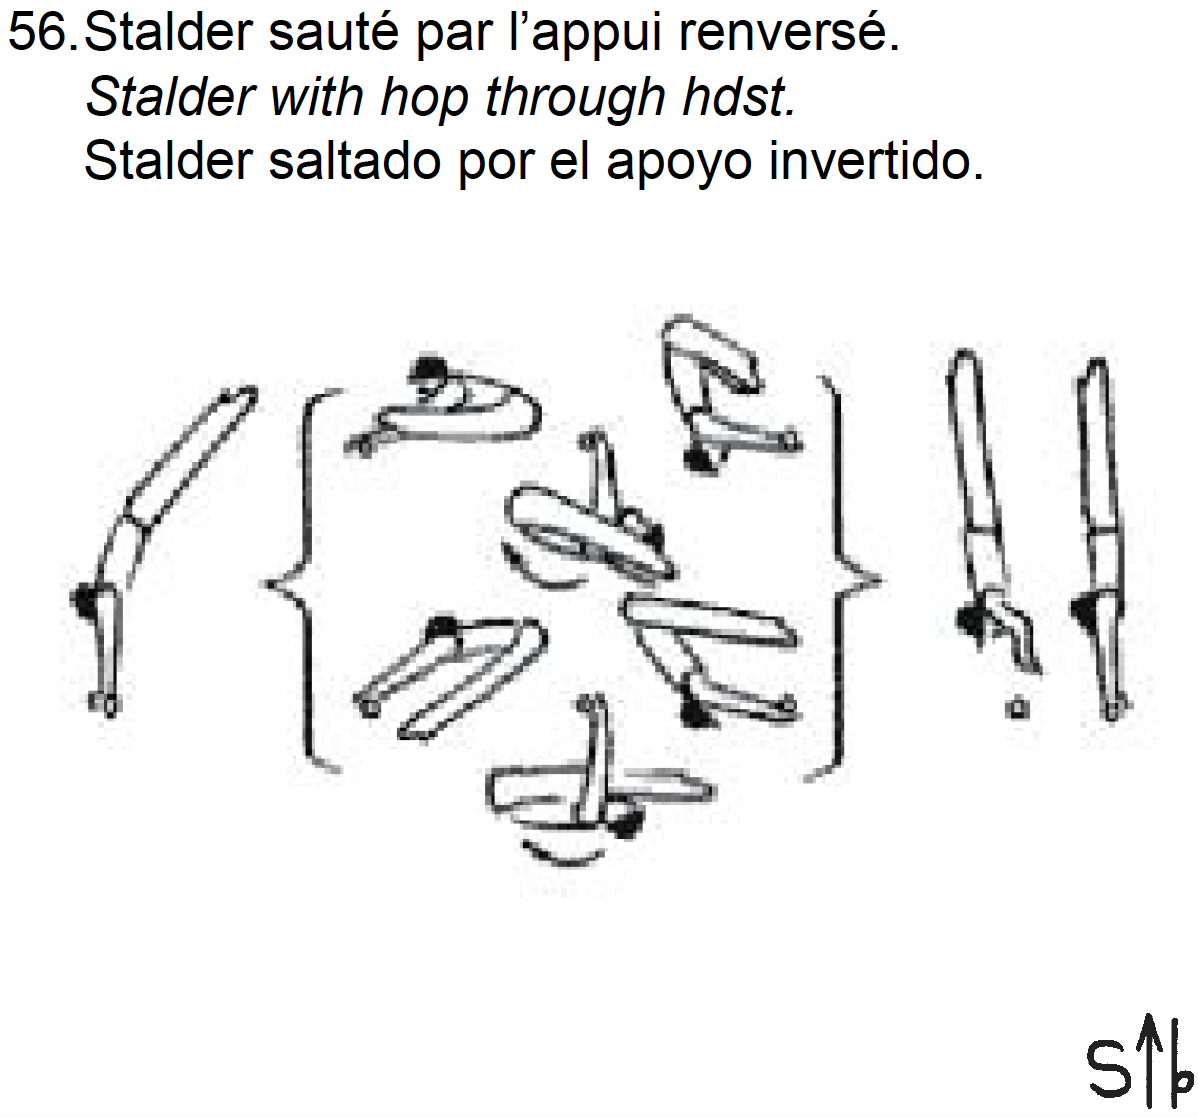 56.Stalder sauté par l’appui renversé.
Stalder with hop through hdst.
Stalder saltado por el apoyo invertido.